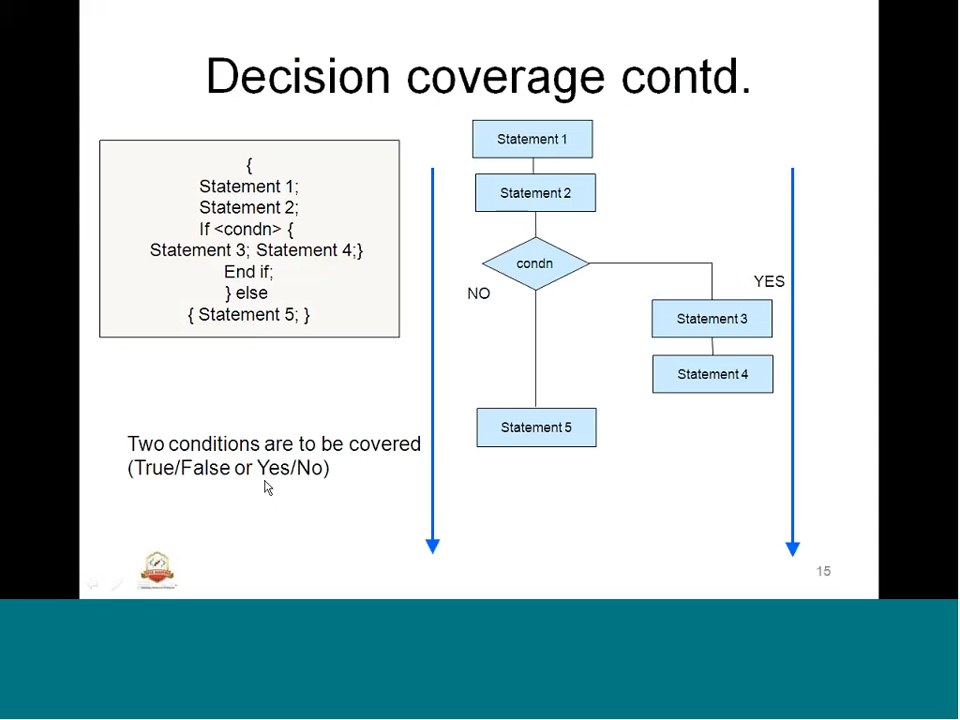 Decision coverage contd.
{
Statement 1;
Statement 2;
If <condn> {
Statement 3; Statement 4;}
End if;
} else
{ Statement 5; }
Statement 1
Statement 2
condn
NO
YES
Statement 3
Statement 4
Statement 5
Two conditions are to be covered
(True/False or Yes/No)
15